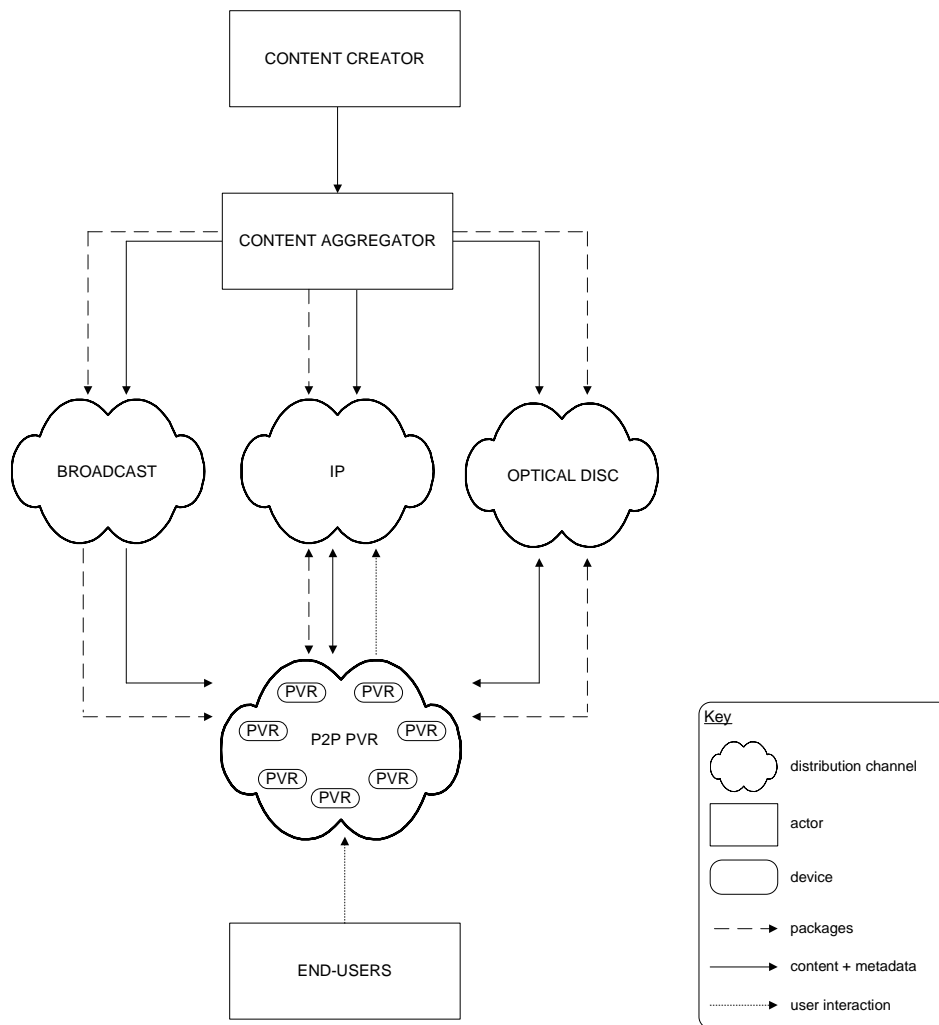 CONTENT CREATOR
CONTENT AGGREGATOR
BROADCAST
IP
OPTICAL DISC
PVR
PVR
PVR
P2P PVR
PVR
PVR
PVR
PVR
END-USERS
Key
distribution channel
actor
device
packages
content + metadata
user interaction